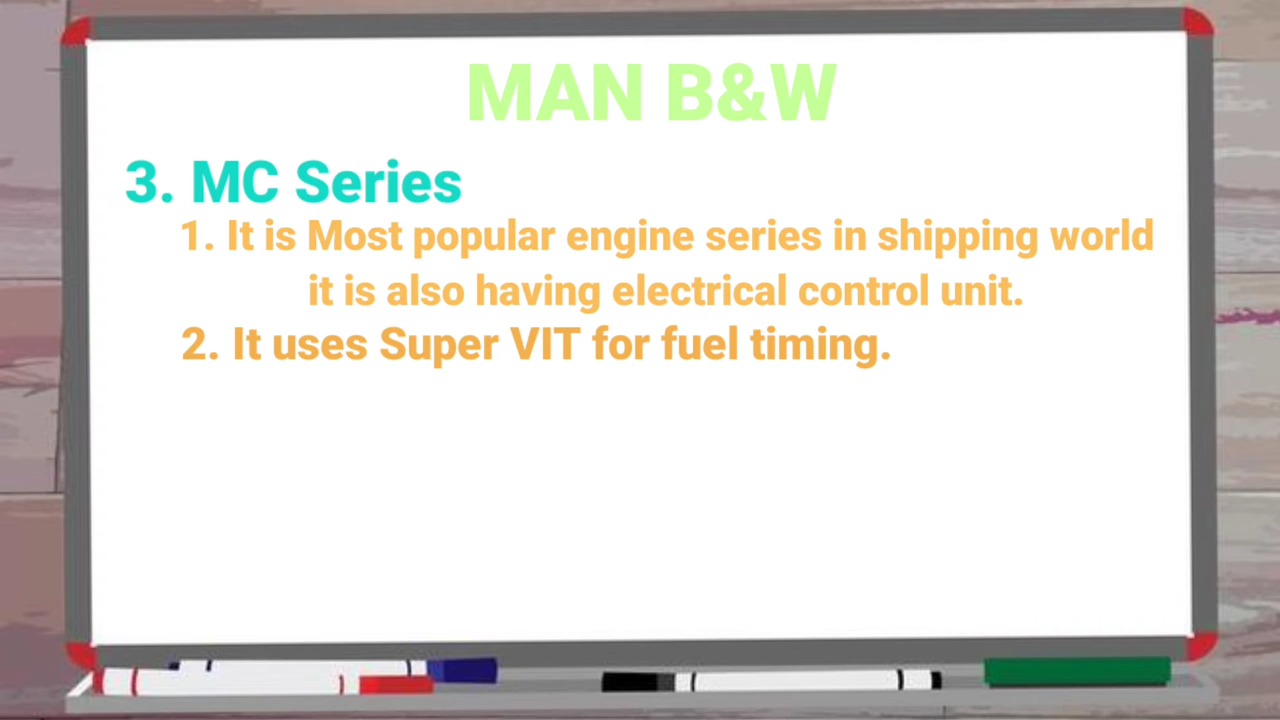 MAN B&W
3. MC Series
1. It is Most popular engine series in shipping world
it is also having electrical control unit.
2. It uses Super VIT for fuel timing.